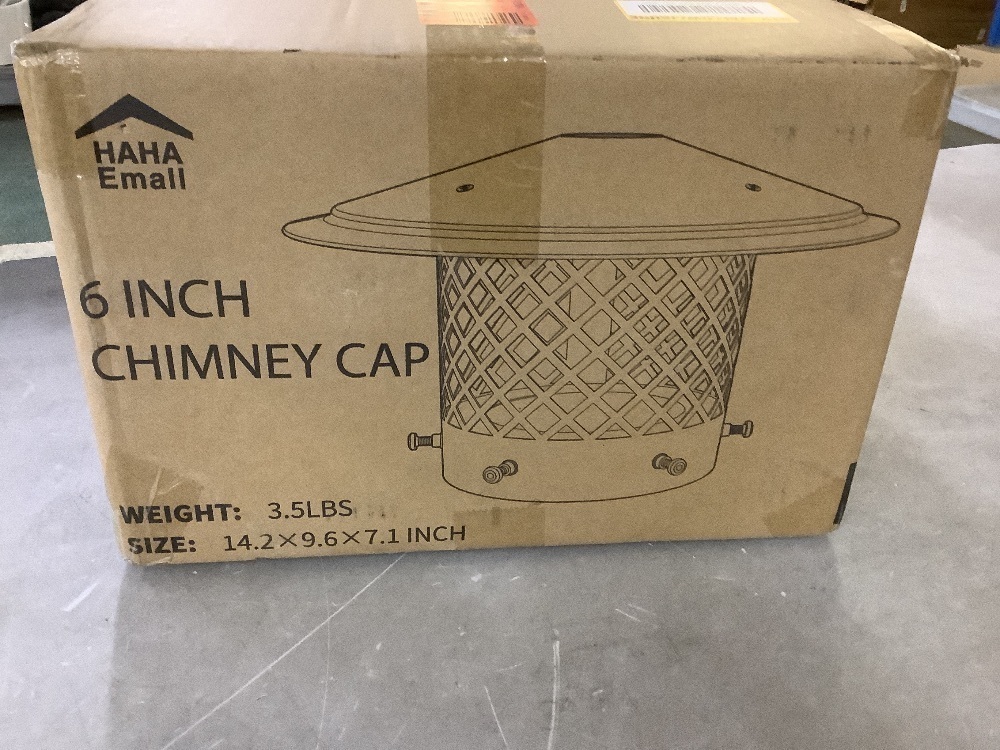 HAHA
Emall
6 INCH
CHIMNEY CAP
WEIGHT: 3.5LBS
SIZE: 14.2×9.6×7.1 INCH